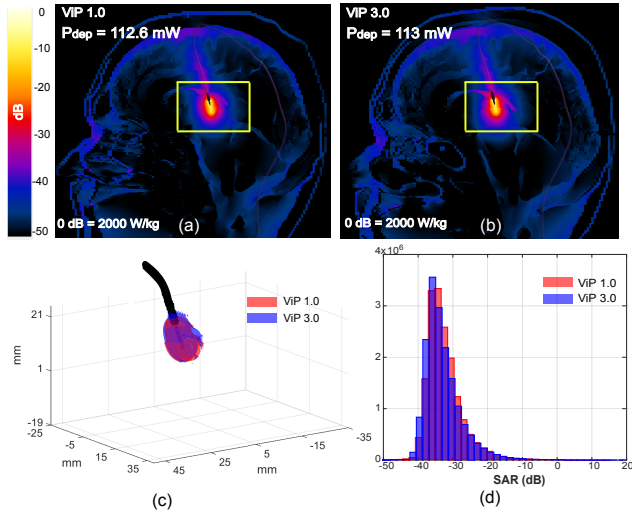 0
-10
-20
dB
-30
-40
-50
ViP 1.0
Pdep = 112.6 mW
0 dB = 2000 W/kg
(a)
ViP 3.0
Pdep = 113 mW
0 dB = 2000 W/kg
(b)
21
1
-19
mm
-25
-5
15
35
mm
45
25
5
-15
-35
mm
ViP 1.0
ViP 3.0
(c)
4× 10^6
3
2
1
0
-50
-40
-30
-20
-10
0
10
20
SAR (dB)
ViP 1.0
ViP 3.0
(d)